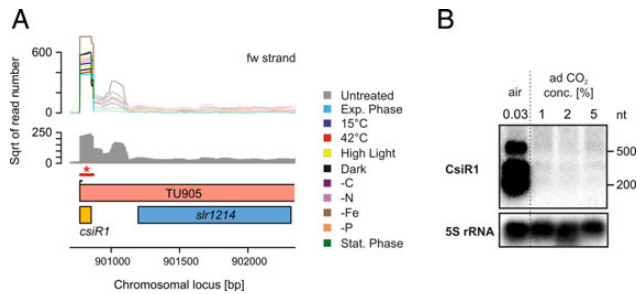 A
fw strand
Sqrt of read number
600
0
250
0
*
TU905
csiR1
slr1214
901000
901500
902000
Chromosomal locus [bp]
Untreated
Exp. Phase
15°C
42°C
High Light
Dark
-C
-N
-Fe
-P
Stat. Phase
B
ad CO2
air conc. [%]
0.03 1 2 5 nt
CsiR1
500
200
5S rRNA